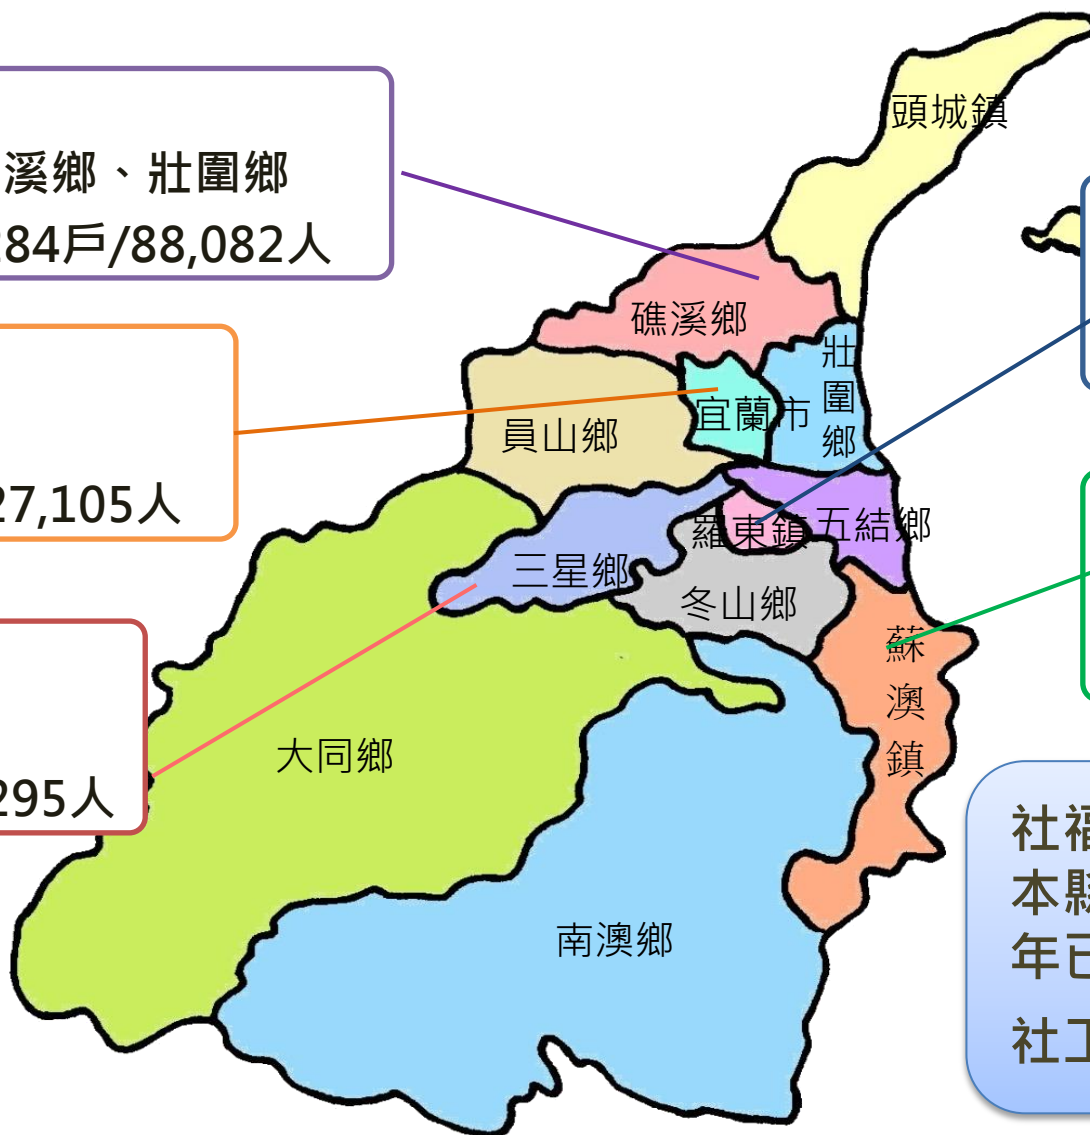 溪鄉、壯圍鄉
284戶/88,082人
27,105人
295人
頭城鎮
礁溪鄉
壯圍鄉
宜蘭市
員山鄉
羅東鎮
五結鄉
三星鄉
冬山鄉
蘇澳鎮
大同鄉
南澳鄉
社福
本縣
年已
社工